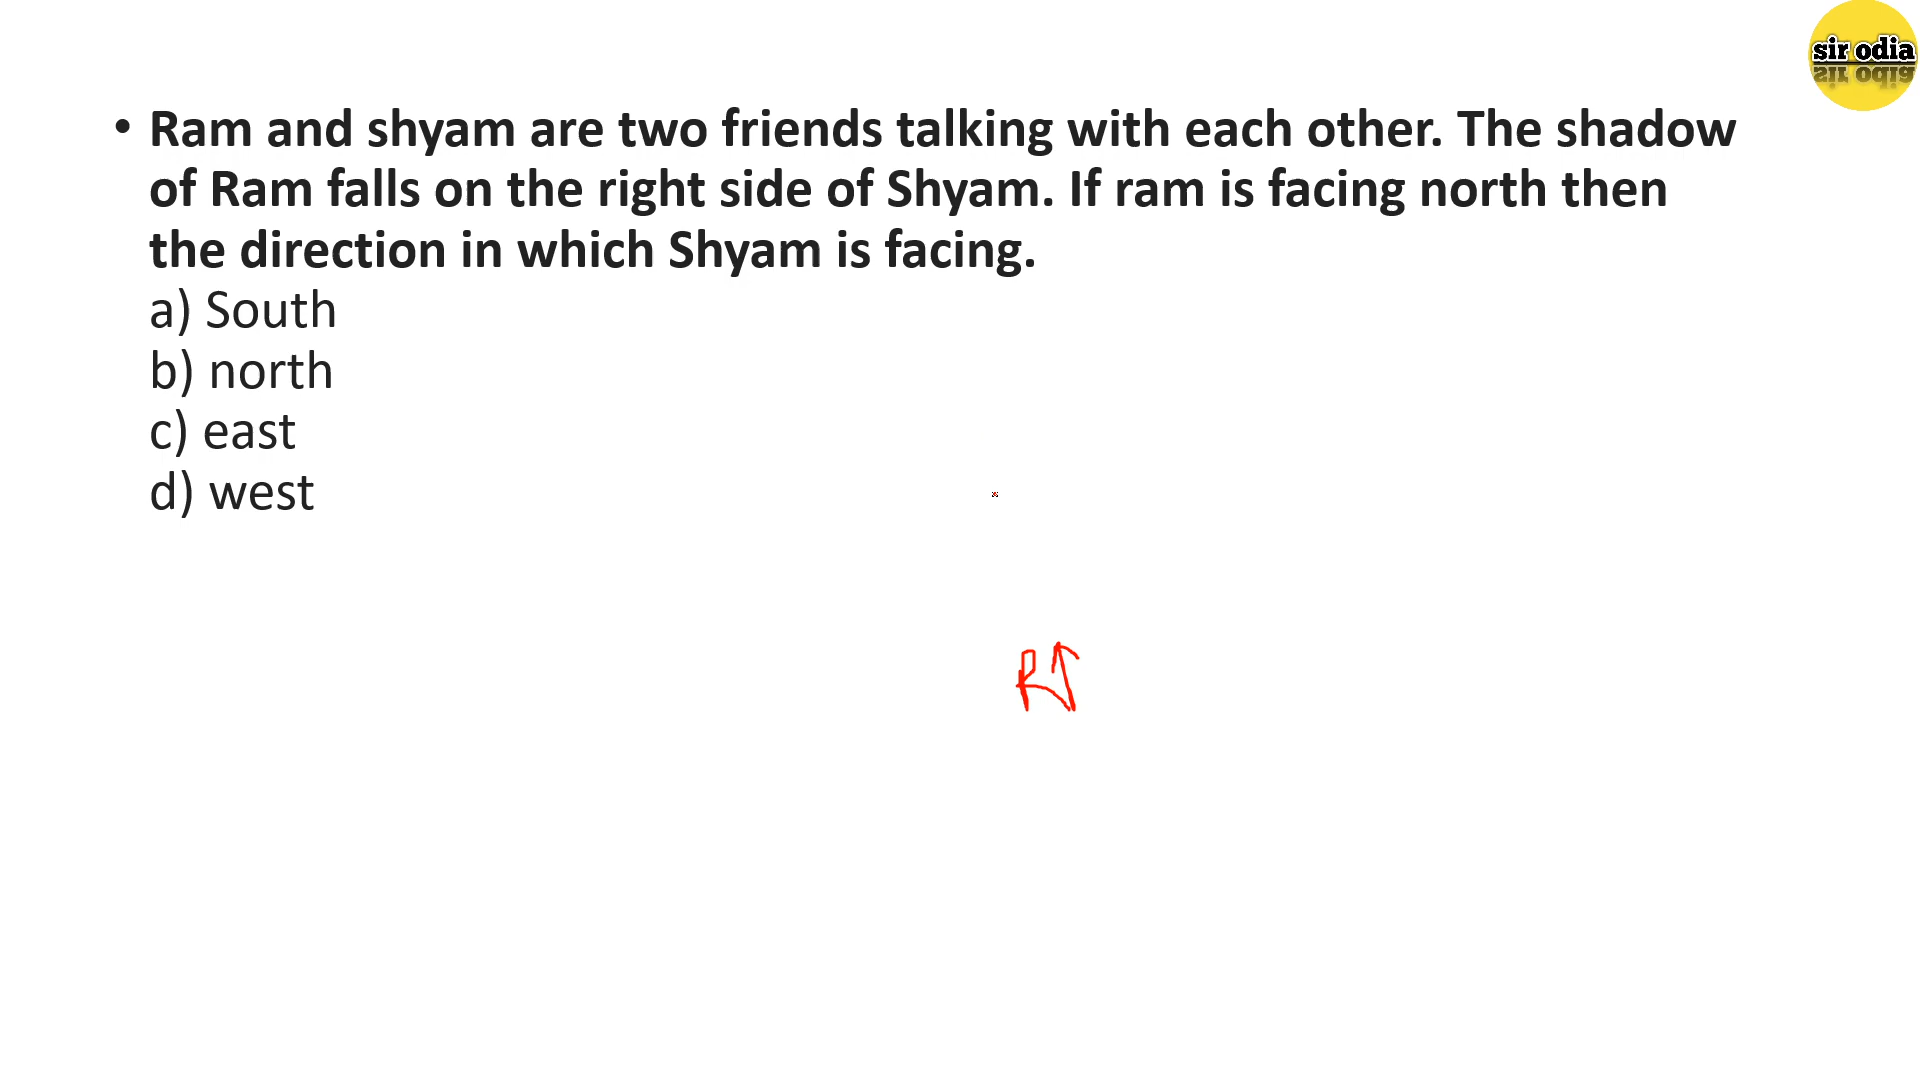 sir odia
• Ram and shyam are two friends talking with each other. The shadow
of Ram falls on the right side of Shyam. If ram is facing north then
the direction in which Shyam is facing.
a) South
b) north
c) east
d) west
R↑